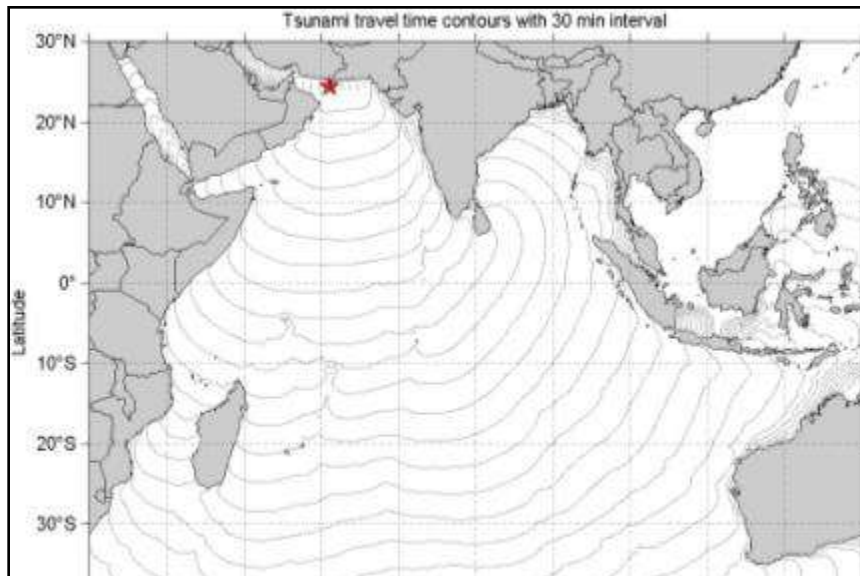 Tsunami travel time contours with 30 min interval
30°N
20°N
10°N
0°
10°S
20°S
30°S
Latitude